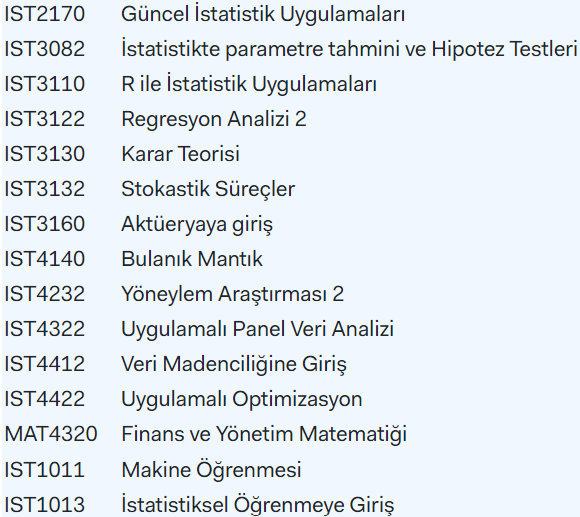 IST2170 Güncel İstatistik Uygulamaları
IST3082 İstatistikte parametre tahmini ve Hipotez Testleri
IST3110 R ile İstatistik Uygulamaları
IST3122 Regresyon Analizi 2
IST3130 Karar Teorisi
IST3132 Stokastik Süreçler
IST3160 Aktüeryaya giriş
IST4140 Bulanık Mantık
IST4232 Yöneylem Araştırması 2
IST4322 Uygulamalı Panel Veri Analizi
IST4412 Veri Madenciliğine Giriş
IST4422 Uygulamalı Optimizasyon
MAT4320 Finans ve Yönetim Matematiği
IST1011 Makine Öğrenmesi
IST1013 İstatistiksel Öğrenmeye Giriş